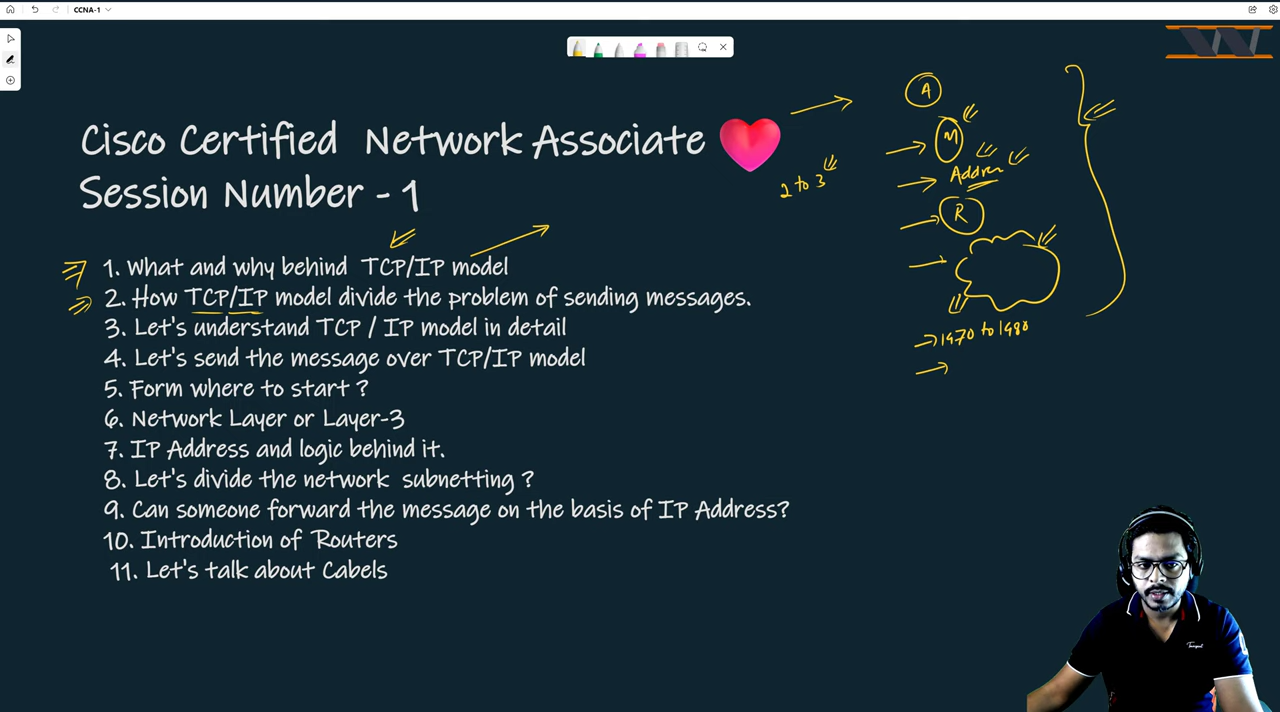 CCNA-1
Cisco Certified Network Associate
Session Number - 1
1. What and why behind TCP/IP model
2. How TCP/IP model divide the problem of sending messages.
3. Let's understand TCP / IP model in detail
4. Let's send the message over TCP/IP model
5. Form where to start ?
6. Network Layer or Layer-3
7. IP Address and logic behind it.
8. Let's divide the network subnetting ?
9. Can someone forward the message on the basis of IP Address?
10. Introduction of Routers
11. Let's talk about Cabels
A
M
2 to 3
R
1970 to 1980